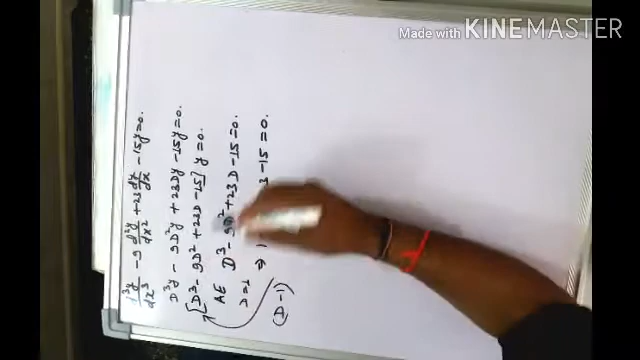 Made with KINEMASTER
d³y/dx³ - 9 d²y/dx² + 23 dy/dx - 15y = 0.
D³y - 9D²y + 23Dy - 15y = 0.
[D³ - 9D² + 23D - 15] y = 0.
AE D³ - 9D² + 23D - 15 = 0.
D=1
⇒ 1 3 - 15 = 0.
(D-1)